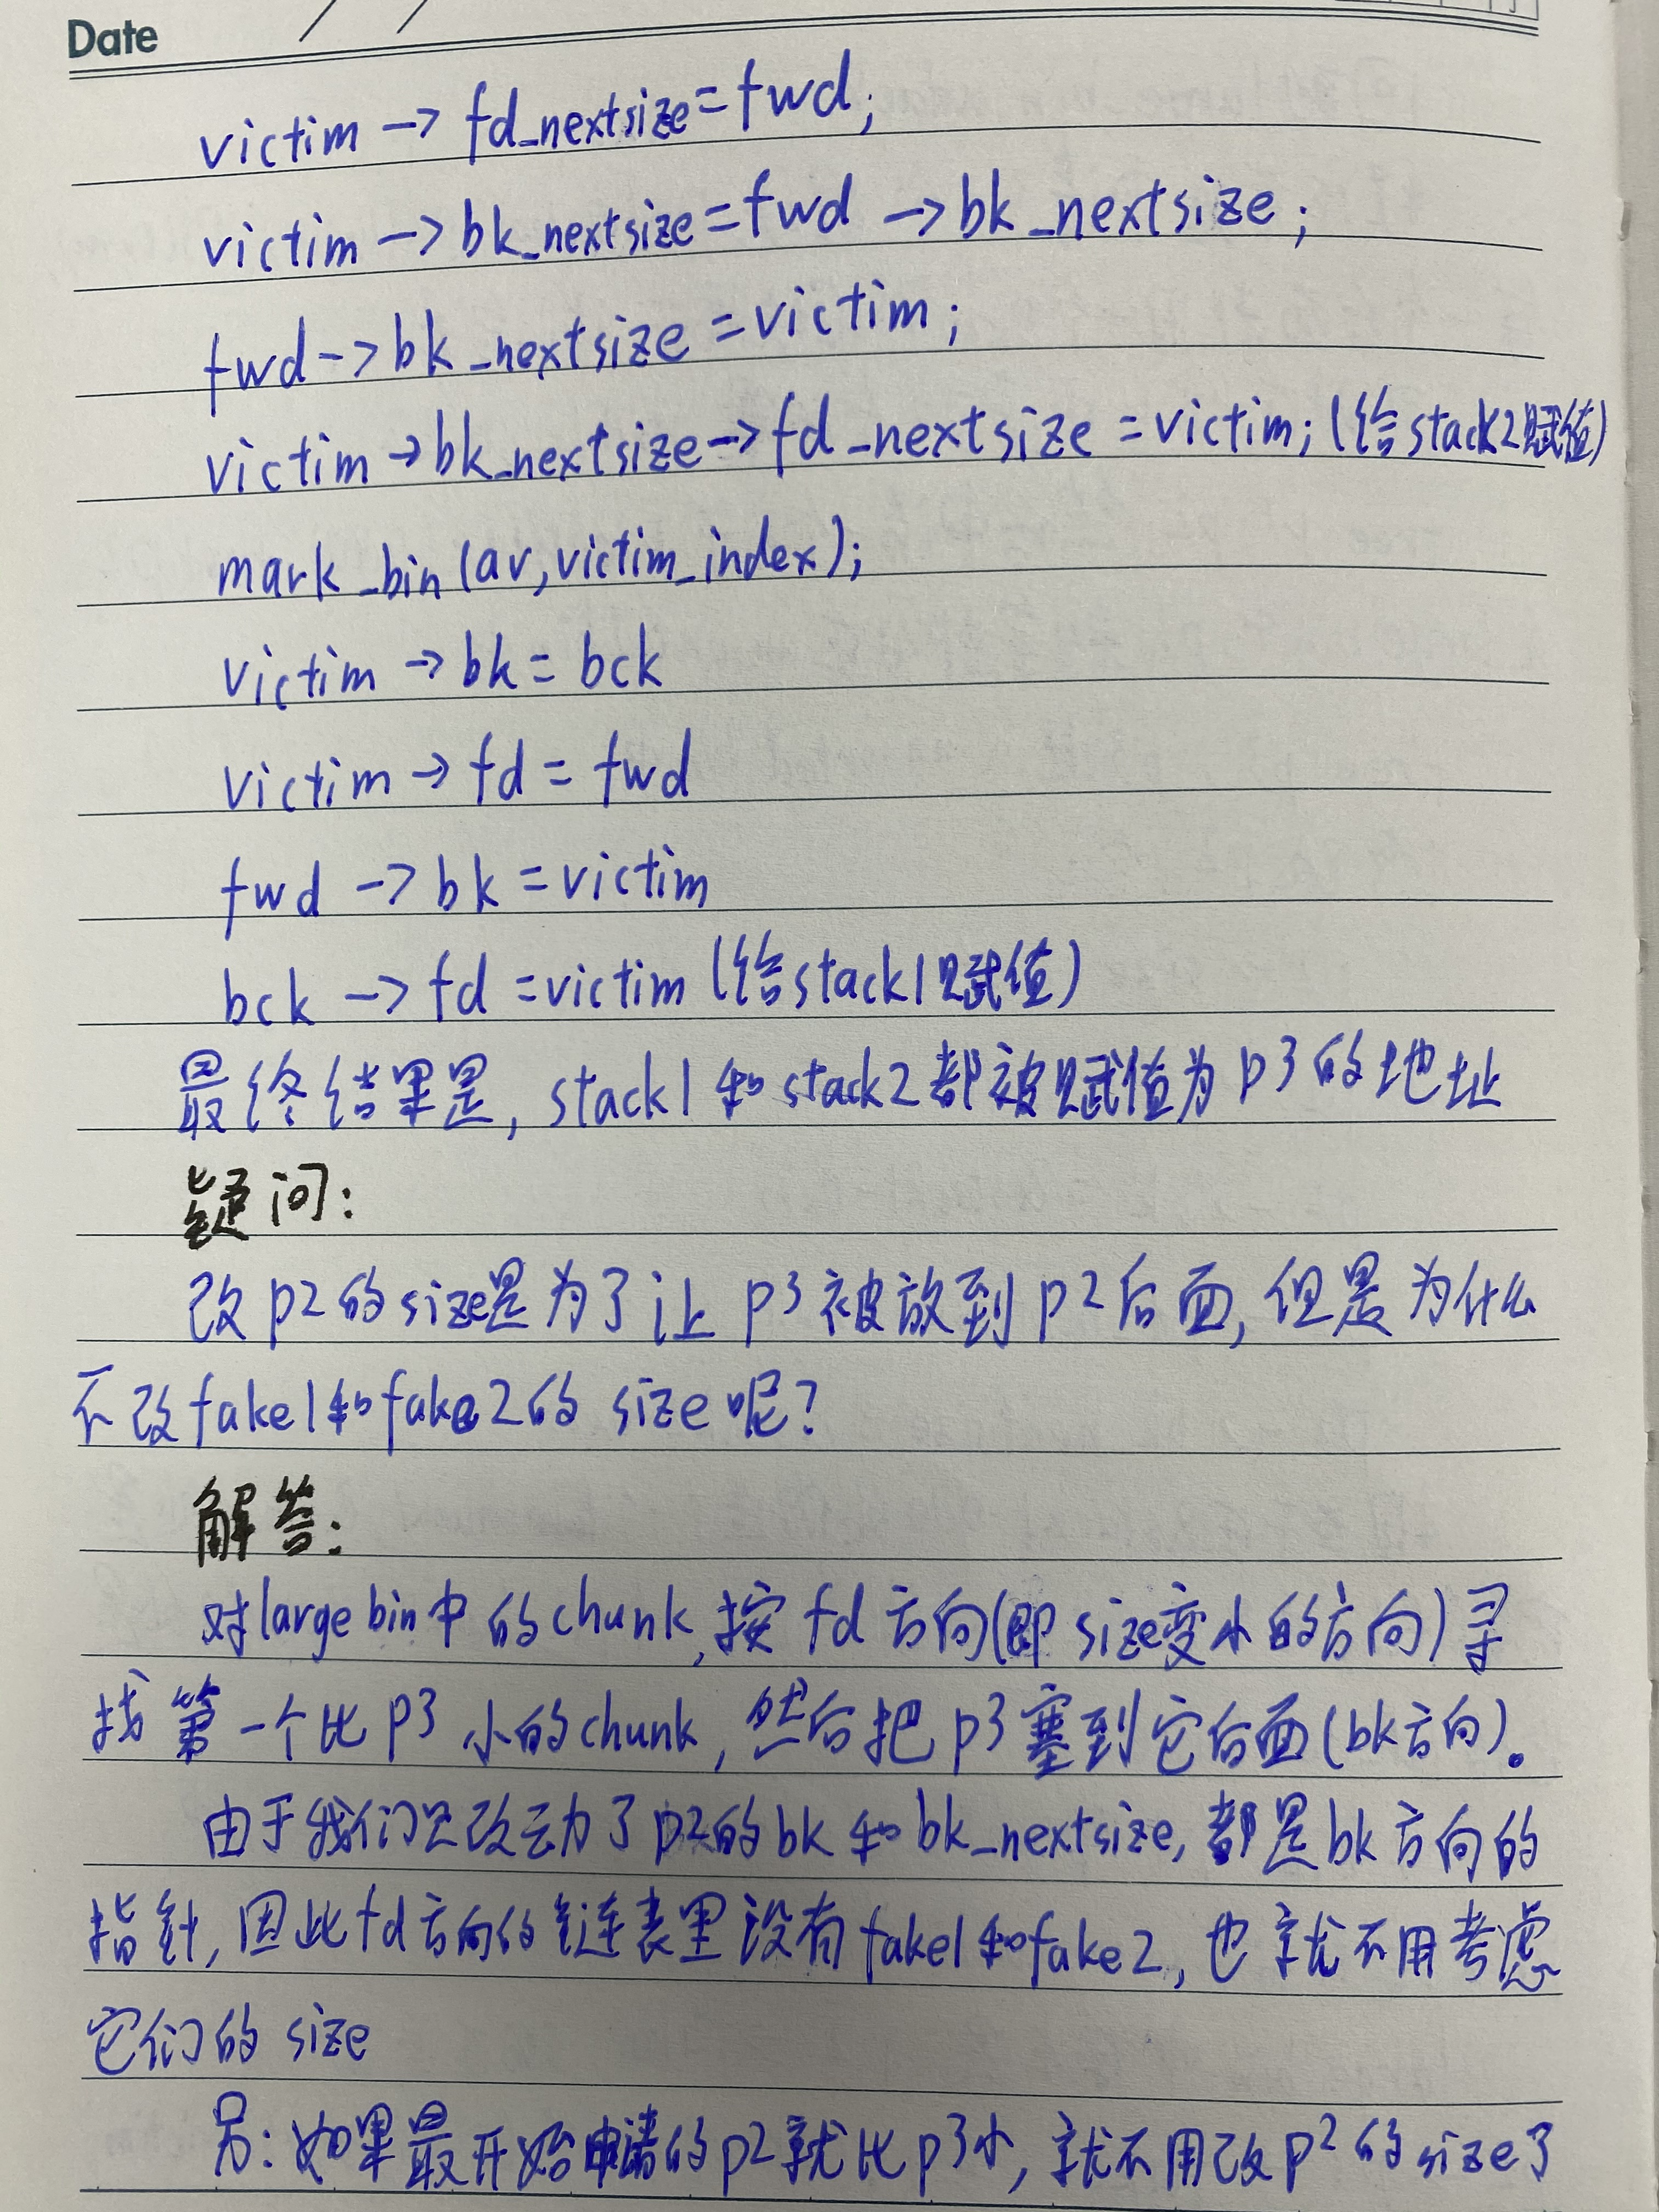 Date
victim → fd_nextsize=fwd;
victim → bk_nextsize=fwd → bk_nextsize;
fwd → bk_nextsize = victim;
victim → bk_nextsize → fd_nextsize = victim; (给stack2赋值)
mark_bin(av,victim_index);
victim → bk = bck
victim → fd = fwd
fwd → bk = victim
bck → fd = victim (给stack1赋值)
最终结果是, stack1和stack2都被赋值为p3的地址
疑问:
改p2的size是为了让p3被放到p2后面, 但是为什么
不改fake1和fake2的size呢?
解答:
对largebin中的chunk, 按fd方向(即size变小的方向)寻
找第一个比p3小的chunk, 然后把p3塞到它后面(bk方向)。
由于我们只改动了p2的bk和bk_nextsize, 都是bk方向的
指针, 因此fd方向的链表里没有fake1和fake2, 也就不用考虑
它们的size
另: 如果最开始申请的p2就比p3小, 就不用改p2的size了